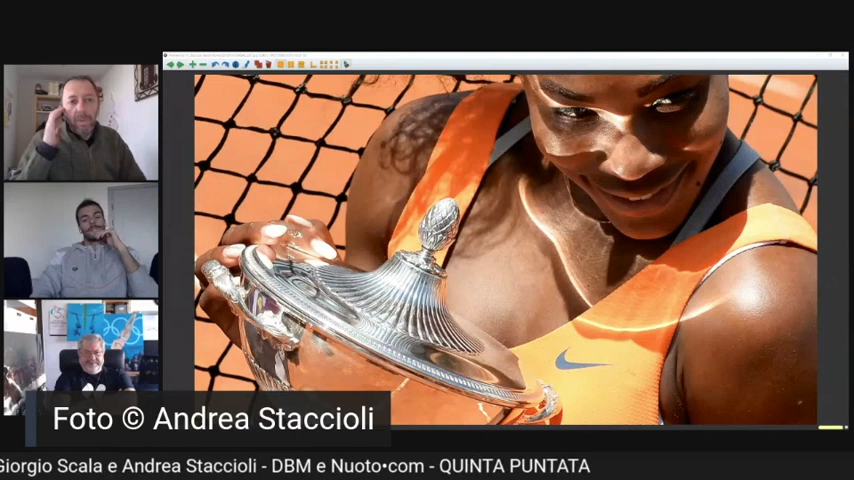 Foto © Andrea Staccioli
Giorgio Scala e Andrea Staccioli - DBM e Nuoto•com - QUINTA PUNTATA